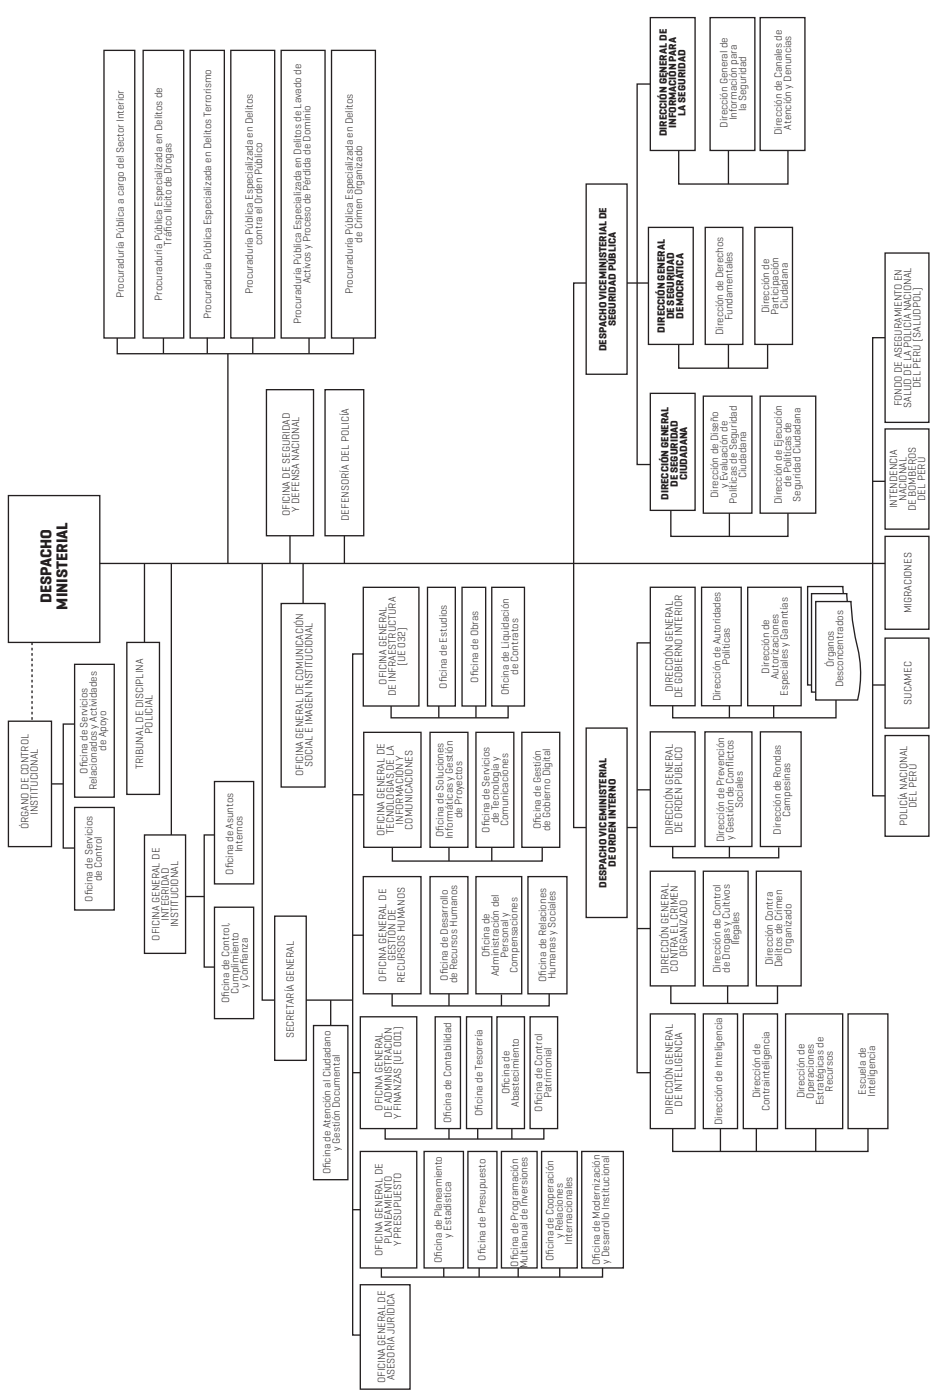 DESPACHO
MINISTERIAL
ÓRGANO DE CONTROL
INSTITUCIONAL
Oficina de Servicios
de Control
Oficina de Servicios
Relacionados y Actividades
de Apoyo
TRIBUNAL DE DISCIPLINA
POLICIAL
OFICINA GENERAL DE
INTEGRIDAD
INSTITUCIONAL
Oficina de Control,
Cumplimiento
y Confianza
Oficina de Asuntos
Internos
Procuraduría Pública a cargo del Sector Interior
Procuraduría Pública Especializada en Delitos de
Tráfico Ilícito de Drogas
Procuraduría Pública Especializada en Delitos Terrorismo
Procuraduría Pública Especializada en Delitos
contra el Orden Público
Procuraduría Pública Especializada en Delitos de Lavado de
Activos y Proceso de Pérdida de Dominio
Procuraduría Pública Especializada en Delitos
de Crimen Organizado
OFICINA DE SEGURIDAD
Y DEFENSA NACIONAL
DEFENSORÍA DEL POLICÍA
SECRETARÍA GENERAL
OFICINA GENERAL DE COMUNICACIÓN
SOCIAL E IMAGEN INSTITUCIONAL
Oficina de Atención al Ciudadano
y Gestión Documental
OFICINA GENERAL DE
ASESORÍA JURÍDICA
OFICINA GENERAL DE
PLANEAMIENTO
Y PRESUPUESTO
Oficina de Planeamiento
y Estadística
Oficina de Presupuesto
Oficina de Programación
Multianual de Inversiones
Oficina de Cooperación
y Relaciones
Internacionales
Oficina de Modernización
y Desarrollo Institucional
OFICINA GENERAL
DE ADMINISTRACIÓN
Y FINANZAS (UE 001)
Oficina de Contabilidad
Oficina de Tesorería
Oficina de
Abastecimiento
Oficina de Control
Patrimonial
OFICINA GENERAL DE
GESTIÓN DE
RECURSOS HUMANOS
Oficina de Desarrollo
de Recursos Humanos
Oficina de
Administración del
Personal y
Compensaciones
Oficina de Relaciones
Humanas y Sociales
OFICINA GENERAL DE
TECNOLOGÍAS DE LA
INFORMACIÓN Y
COMUNICACIONES
Oficina de Soluciones
Informáticas y Gestión
de Proyectos
Oficina de Servicios
de Tecnología y
Comunicaciones
Oficina de Gestión
de Gobierno Digital
OFICINA GENERAL
DE INFRAESTRUCTURA
(UE 032)
Oficina de Estudios
Oficina de Obras
Oficina de Liquidación
de Contratos
DESPACHO VICEMINISTERIAL
DE ORDEN INTERNO
DIRECCIÓN GENERAL
DE INTELIGENCIA
Dirección de Inteligencia
Dirección de
Contrainteligencia
Dirección de
Operaciones
Estratégicas de
Recursos
Escuela de
Inteligencia
DIRECCIÓN GENERAL
CONTRA EL CRIMEN
ORGANIZADO
Dirección de Control
de Drogas y Cultivos
Ilegales
Dirección Contra
Delitos de Crimen
Organizado
DIRECCIÓN GENERAL
DE ORDEN PÚBLICO
Dirección de Prevención
y Gestión de Conflictos
Sociales
Dirección de Rondas
Campesinas
DIRECCIÓN GENERAL
DE GOBIERNO INTERIOR
Dirección de Autoridades
Políticas
Dirección de
Autorizaciones
Especiales y Garantías
Órganos
Desconcentrados
DESPACHO VICEMINISTERIAL DE
SEGURIDAD PÚBLICA
DIRECCIÓN GENERAL
DE SEGURIDAD
CIUDADANA
Dirección de Diseño
y Evaluación de
Políticas de Seguridad
Ciudadana
Dirección de Ejecución
de Políticas de
Seguridad Ciudadana
DIRECCIÓN GENERAL
DE SEGURIDAD
DEMOCRÁTICA
Dirección de Derechos
Fundamentales
Dirección de
Participación
Ciudadana
DIRECCIÓN GENERAL DE
INFORMACIÓN PARA
LA SEGURIDAD
Dirección General de
Información para
la Seguridad
Dirección de Canales de
Atención y Denuncias
POLICÍA NACIONAL
DEL PERÚ
SUCAMEC
MIGRACIONES
INTENDENCIA
NACIONAL
DE BOMBEROS
DEL PERÚ
FONDO DE ASEGURAMIENTO EN
SALUD DE LA POLICÍA NACIONAL
DEL PERÚ (SALUDPOL)